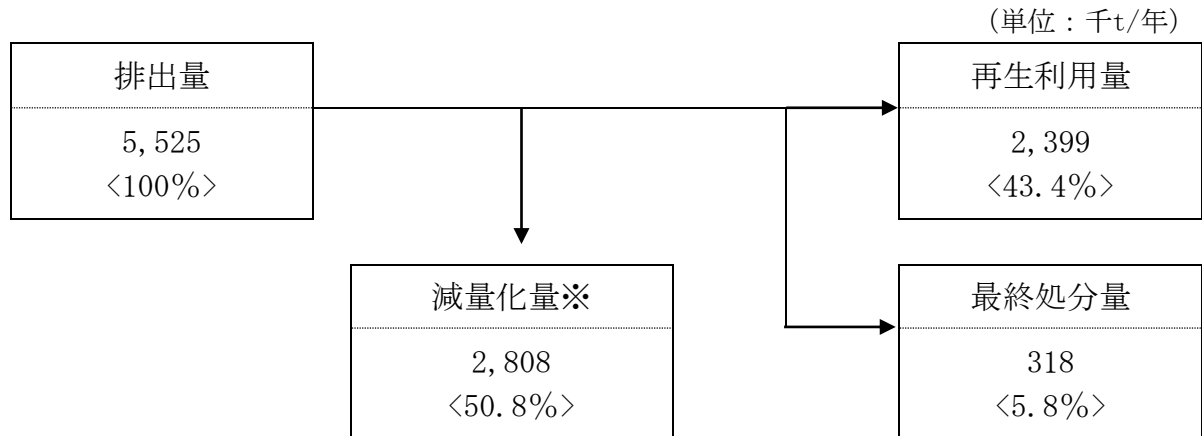 （単位：千t/年）
排出量
5,525
<100％>
再生利用量
2,399
<43.4％>
減量化量※
2,808
<50.8％>
最終処分量
318
<5.8％>